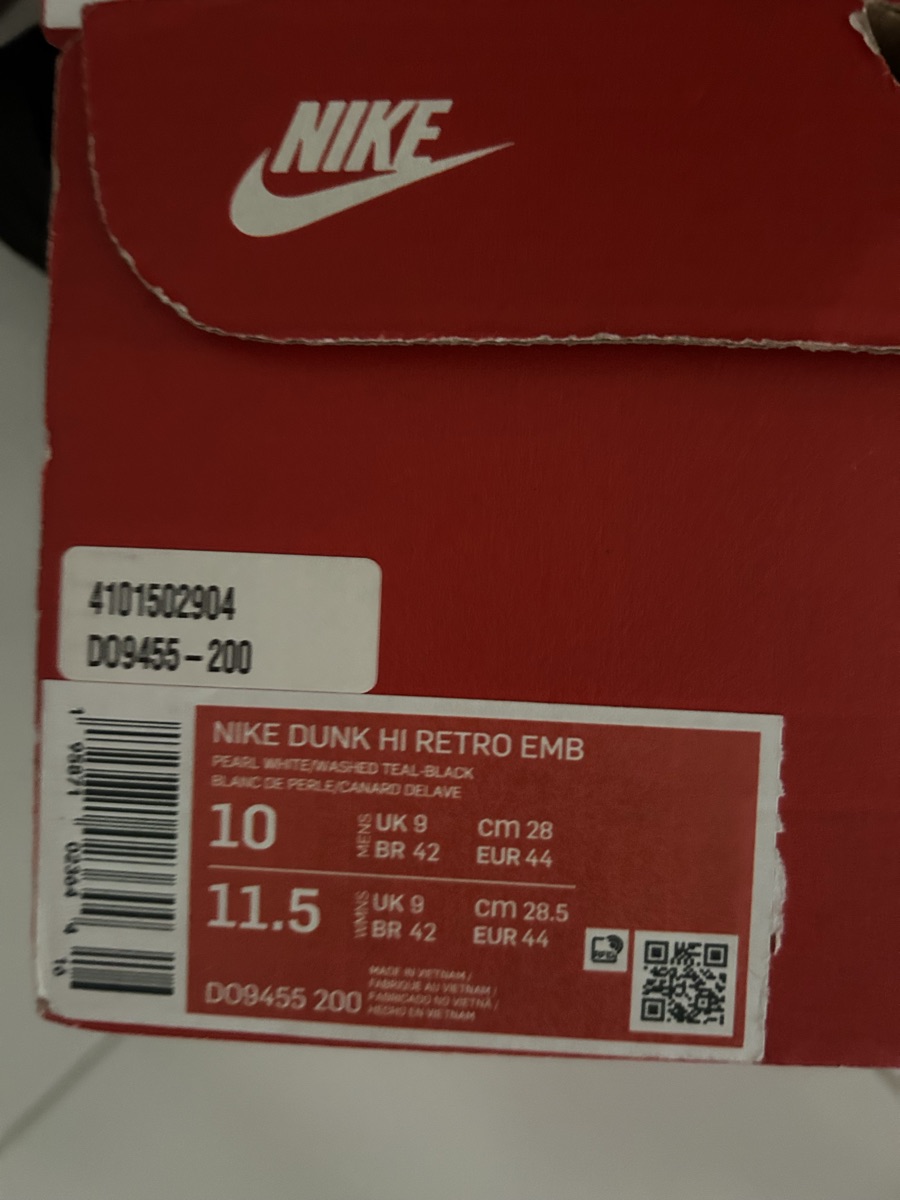 NIKE
4101502904
DO9455-200
NIKE DUNK HI RETRO EMB
PEARL WHITE/WASHED TEAL-BLACK
BLANC DE PERLE/CANARD DELAVE
10
MENS
UK 9
cm 28
BR 42
EUR 44
11.5
WMNS
UK 9
cm 28.5
BR 42
EUR 44
DO9455 200
MADE IN VIETNAM /
FABRIQUE AU VIETNAM /
FABRICADO NO VIETNÃ /
HECHO EN VIETNAM